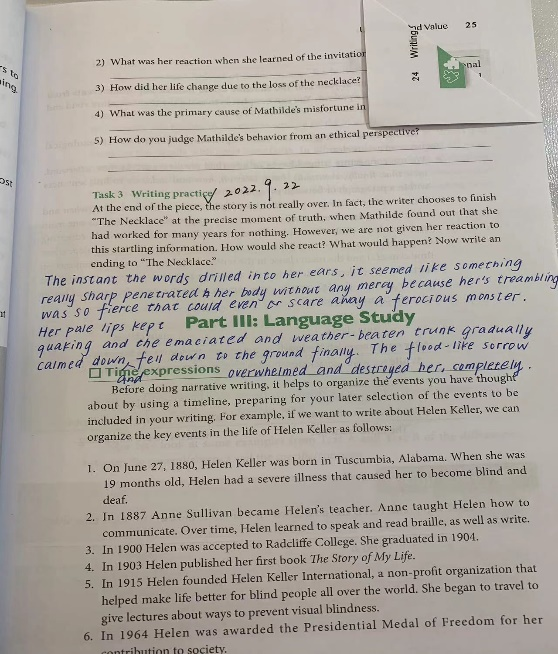 nd Value 25
Writing
24
onal
rs to
ing
2) What was her reaction when she learned of the invitation
3) How did her life change due to the loss of the necklace?
4) What was the primary cause of Mathilde's misfortune in
5) How do you judge Mathilde's behavior from an ethical perspective?
ost
Task 3 Writing practice 2022.9.22
At the end of the piece, the story is not really over. In fact, the writer chooses to finish
"The Necklace" at the precise moment of truth, when Mathilde found out that she
had worked for many years for nothing. However, we are not given her reaction to
this startling information. How would she react? What would happen? Now write an
ending to "The Necklace."
The instant the words drilled into her ears, it seemed like something
really sharp penetrated her body without any mercy because her's treambling
was so fierce that could even or scare away a ferocious monster.
Her pale lips kept
Part III: Language Study
quaking and the emaciated and weather-beaten trunk gradually
calmed down, fell down to the ground finally. The flood-like sorrow
and
Time expressions
overwhelmed and destroyed her, completely.
Before doing narrative writing, it helps to organize the events you have thought
about by using a timeline, preparing for your later selection of the events to be
included in your writing. For example, if we want to write about Helen Keller, we can
organize the key events in the life of Helen Keller as follows:
1. On June 27, 1880, Helen Keller was born in Tuscumbia, Alabama. When she was
19 months old, Helen had a severe illness that caused her to become blind and
deaf.
2. In 1887 Anne Sullivan became Helen's teacher. Anne taught Helen how to
communicate. Over time, Helen learned to speak and read braille, as well as write.
3. In 1900 Helen was accepted to Radcliffe College. She graduated in 1904.
4. In 1903 Helen published her first book The Story of My Life.
5. In 1915 Helen founded Helen Keller International, a non-profit organization that
helped make life better for blind people all over the world. She began to travel to
give lectures about ways to prevent visual blindness.
6. In 1964 Helen was awarded the Presidential Medal of Freedom for her
contribution to society.